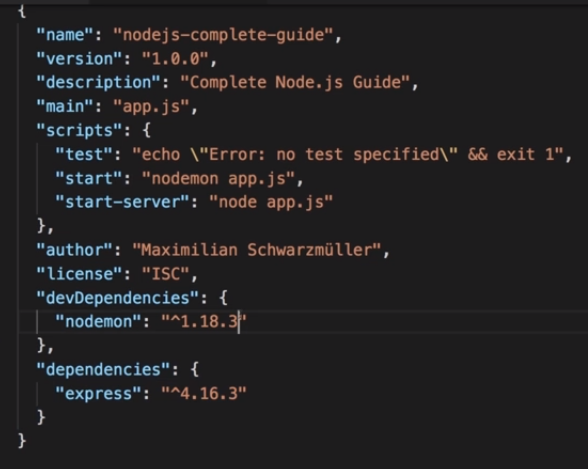 {
"name": "nodejs-complete-guide",
"version": "1.0.0",
"description": "Complete Node.js Guide",
"main": "app.js",
"scripts": {
"test": "echo \"Error: no test specified\" && exit 1",
"start": "nodemon app.js",
"start-server": "node app.js"
},
"author": "Maximilian Schwarzmüller",
"license": "ISC",
"devDependencies": {
"nodemon": "^1.18.3"
},
"dependencies": {
"express": "^4.16.3"
}
}